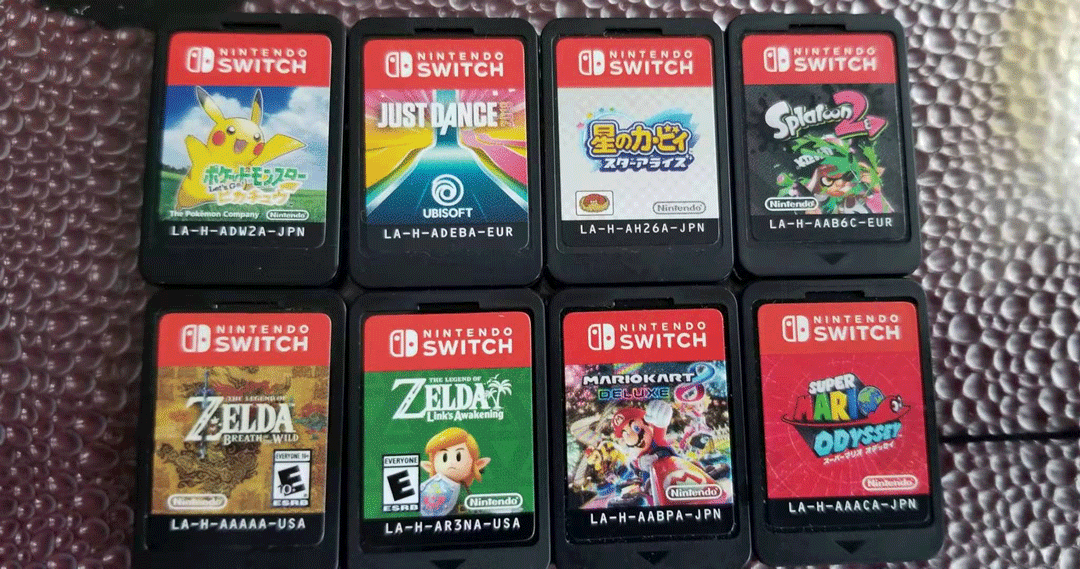 NINTENDO
SWITCH
ポケットモンスター
Let's Go!
ピカチュウ
The Pokémon Company
Nintendo
LA-H-ADW2A-JPN
NINTENDO
SWITCH
JUST DANCE
2018
UBISOFT
LA-H-ADEBA-EUR
NINTENDO
SWITCH
星のカービィ
スターアライズ
Nintendo
LA-H-AH26A-JPN
NINTENDO
SWITCH
Splatoon 2
Nintendo
LA-H-AAB6C-EUR
NINTENDO
SWITCH
THE LEGEND OF
ZELDA
BREATH OF THE WILD
EVERYONE 10+
E
10+
ESRB
Nintendo
LA-H-AAAAA-USA
NINTENDO
SWITCH
THE LEGEND OF
ZELDA
Link's Awakening
EVERYONE
E
ESRB
Nintendo
LA-H-AR3NA-USA
NINTENDO
SWITCH
MARIOKART 8
DELUXE
Nintendo
LA-H-AABPA-JPN
NINTENDO
SWITCH
SUPER
MARIO
ODYSSEY
スーパーマリオ オデッセイ
Nintendo
LA-H-AAACA-JPN